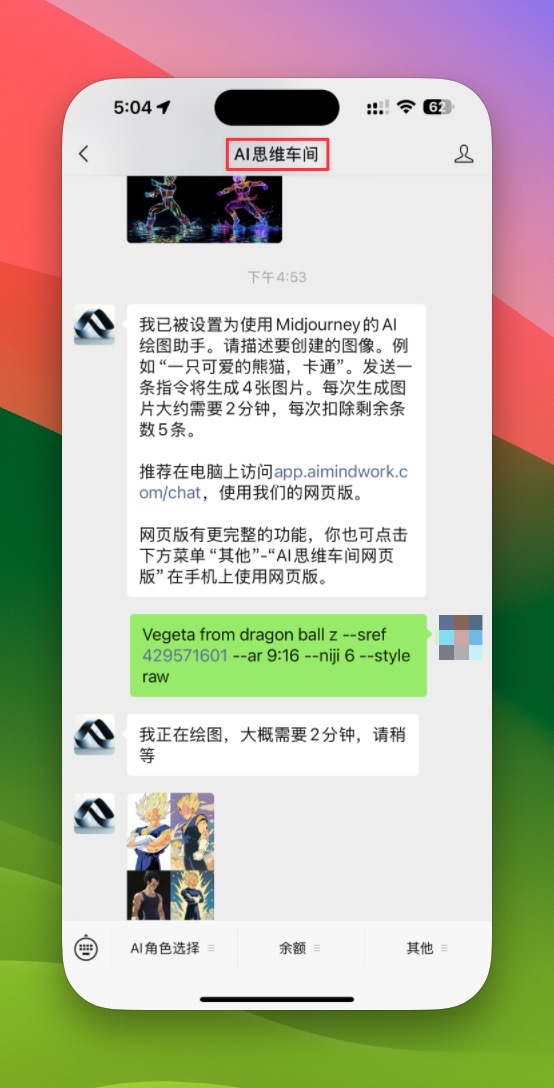 5:04
62
AI思维车间
下午4:53
我已被设置为使用Midjourney的AI
绘图助手。请描述要创建的图像。例
如“一只可爱的熊猫，卡通”。发送一
条指令将生成4张图片。每次生成图
片大约需要2分钟，每次扣除剩余条
数5条。
推荐在电脑上访问app.aimindwork.c
om/chat，使用我们的网页版。
网页版有更完整的功能，你也可点击
下方菜单“其他”-“AI思维车间网页
版”在手机上使用网页版。
Vegeta from dragon ball z --sref
429571601 --ar 9:16 --niji 6 --style
raw
我正在绘图，大概需要2分钟，请稍
等
AI角色选择
余额
其他